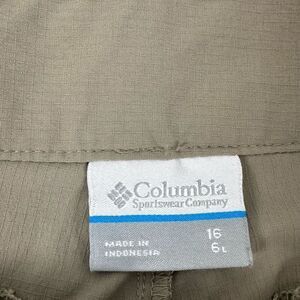 Columbia
Sportswear Company
16
MADE IN
6L
INDONESIA